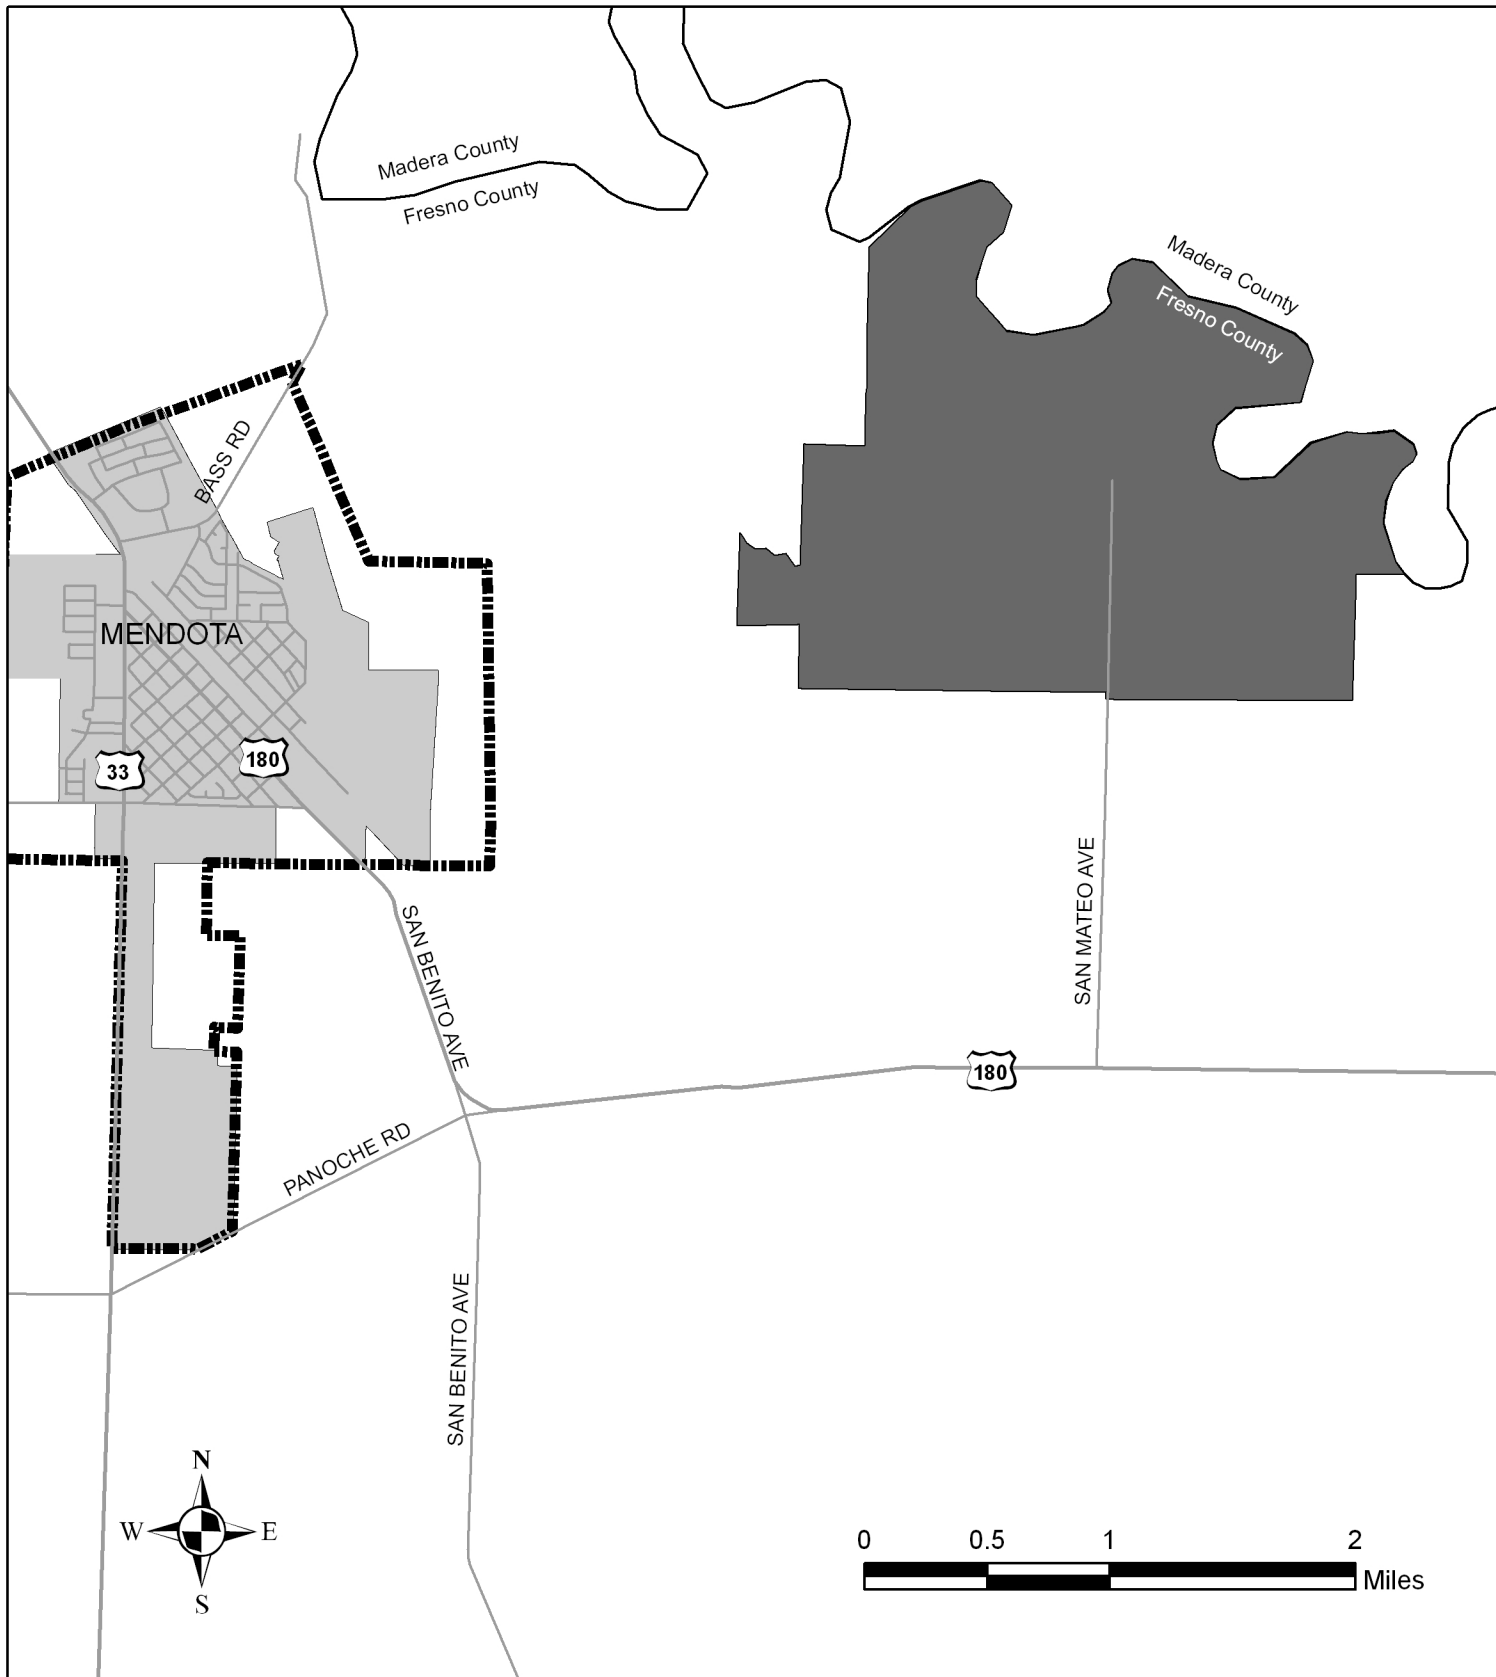 Madera County
Fresno County
Madera County
Fresno County
BASS RD
MENDOTA
33
180
SAN BENITO AVE
SAN MATEO AVE
180
PANOCHE RD
SAN BENITO AVE
N
W
E
S
0 0.5 1 2
Miles